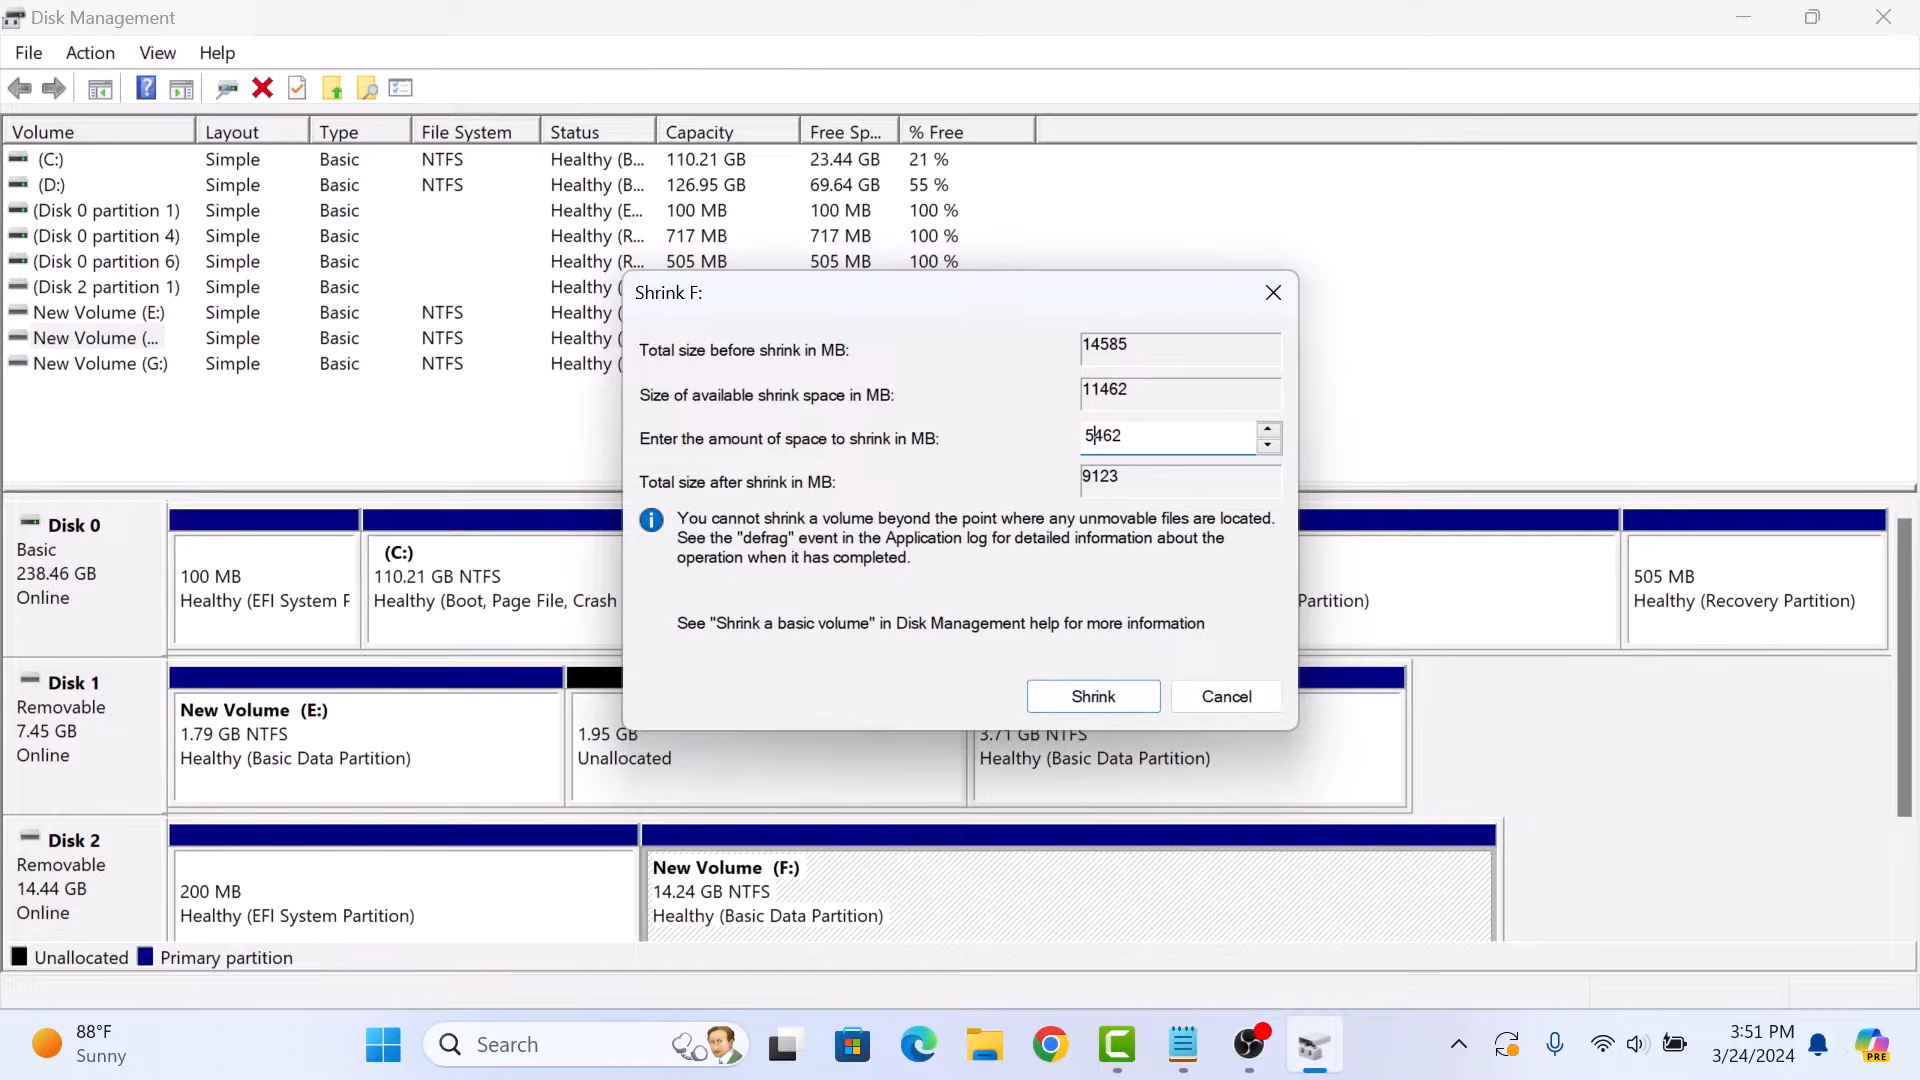 Disk Management
File Action View Help
Volume Layout Type File System Status Capacity Free Sp... % Free
(C:) Simple Basic NTFS Healthy (B... 110.21 GB 23.44 GB 21 %
(D:) Simple Basic NTFS Healthy (B... 126.95 GB 69.64 GB 55 %
(Disk 0 partition 1) Simple Basic Healthy (E... 100 MB 100 MB 100 %
(Disk 0 partition 4) Simple Basic Healthy (R... 717 MB 717 MB 100 %
(Disk 0 partition 6) Simple Basic Healthy (R... 505 MB 505 MB 100 %
(Disk 2 partition 1) Simple Basic Healthy (
New Volume (E:) Simple Basic NTFS Healthy (
New Volume (... Simple Basic NTFS Healthy (
New Volume (G:) Simple Basic NTFS Healthy (
Shrink F:
Total size before shrink in MB: 14585
Size of available shrink space in MB: 11462
Enter the amount of space to shrink in MB: 5462
Total size after shrink in MB: 9123
You cannot shrink a volume beyond the point where any unmovable files are located.
See the "defrag" event in the Application log for detailed information about the
operation when it has completed.
See "Shrink a basic volume" in Disk Management help for more information
Shrink Cancel
Disk 0
Basic
238.46 GB
Online
100 MB
Healthy (EFI System P
(C:)
110.21 GB NTFS
Healthy (Boot, Page File, Crash
Partition)
505 MB
Healthy (Recovery Partition)
Disk 1
Removable
7.45 GB
Online
New Volume (E:)
1.79 GB NTFS
Healthy (Basic Data Partition)
1.95 GB
Unallocated
3.71 GB NTFS
Healthy (Basic Data Partition)
Disk 2
Removable
14.44 GB
Online
200 MB
Healthy (EFI System Partition)
New Volume (F:)
14.24 GB NTFS
Healthy (Basic Data Partition)
Unallocated Primary partition
88°F
Sunny
Search
3:51 PM
3/24/2024
PRE